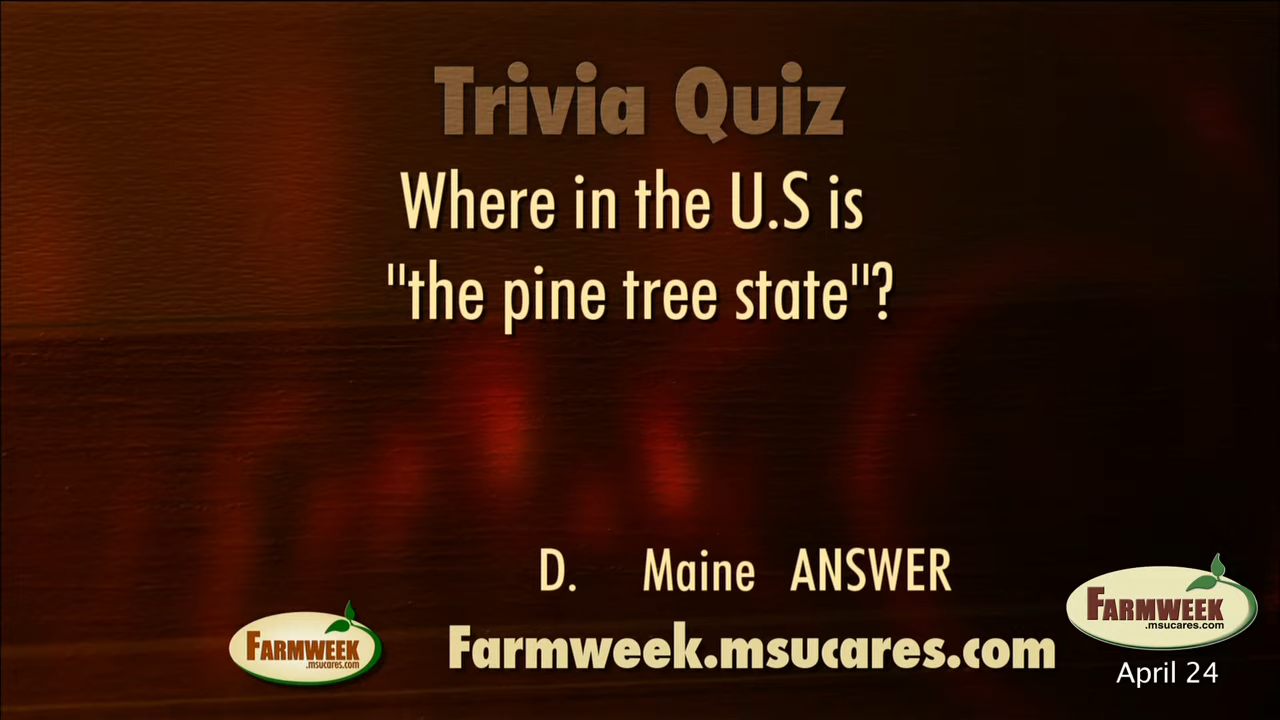 Trivia Quiz
Where in the U.S is
"the pine tree state"?
D. Maine ANSWER
FARMWEEK
.msucares.com
Farmweek.msucares.com
FARMWEEK
.msucares.com
April 24